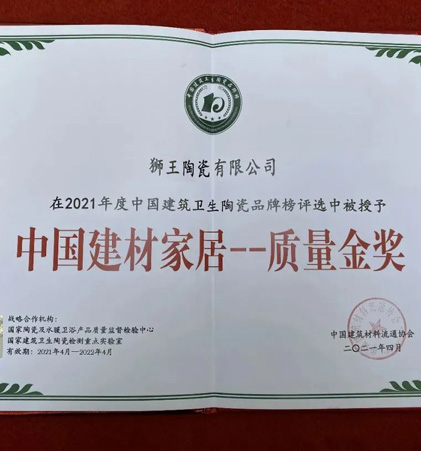 狮王陶瓷有限公司
在2021年度中国建筑卫生陶瓷品牌榜评选中被授予
中国建材家居--质量金奖
战略合作机构:
国家陶瓷及水暖卫浴产品质量监督检验中心
国家建筑卫生陶瓷检测重点实验室
有效期: 2021年4月—2022年4月
中国建筑材料流通协会
二〇二一年四月